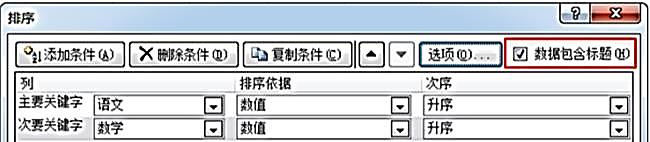 排序
添加条件(A) 删除条件(D) 复制条件(C) 选项(O)... 数据包含标题(H)
列 排序依据 次序
主要关键字 语文 数值 升序
次要关键字 数学 数值 升序